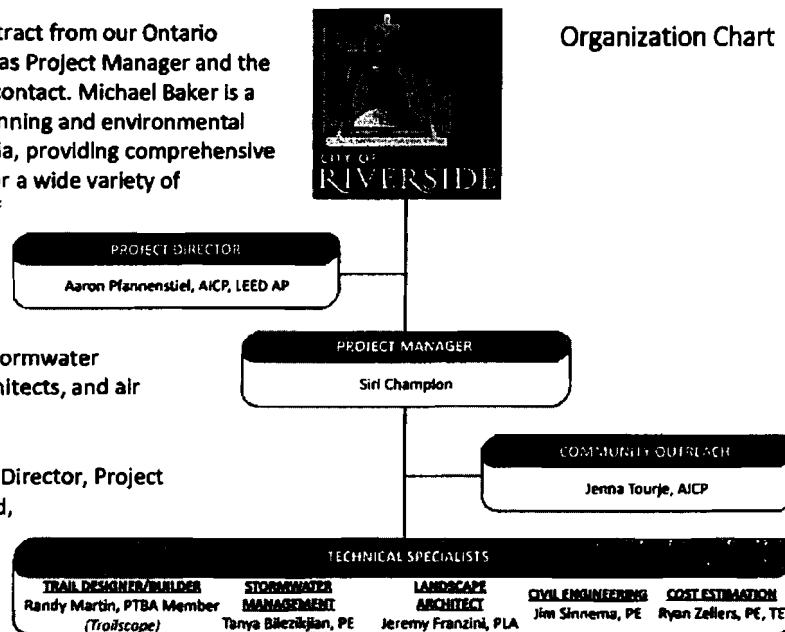 tract from our Ontario
as Project Manager and the
contact. Michael Baker is a
nning and environmental
ia, providing comprehensive
r a wide variety of
tormwater
hitects, and air
Director, Project
d,
Organization Chart
CITY OF
RIVERSIDE
PROJECT DIRECTOR
Aaron Pfannenstiel, AICP, LEED AP
PROJECT MANAGER
Siri Champion
COMMUNITY OUTREACH
Jenna Tourje, AICP
TECHNICAL SPECIALISTS
TRAIL DESIGNER/BUILDER
Randy Martin, PTBA Member
(Trailscape)
STORMWATER
MANAGEMENT
Tanya Bilezikjian, PE
LANDSCAPE
ARCHITECT
Jeremy Franzini, PLA
CIVIL ENGINEERING
Jim Sinnema, PE
COST ESTIMATION
Ryan Zellers, PE, TE